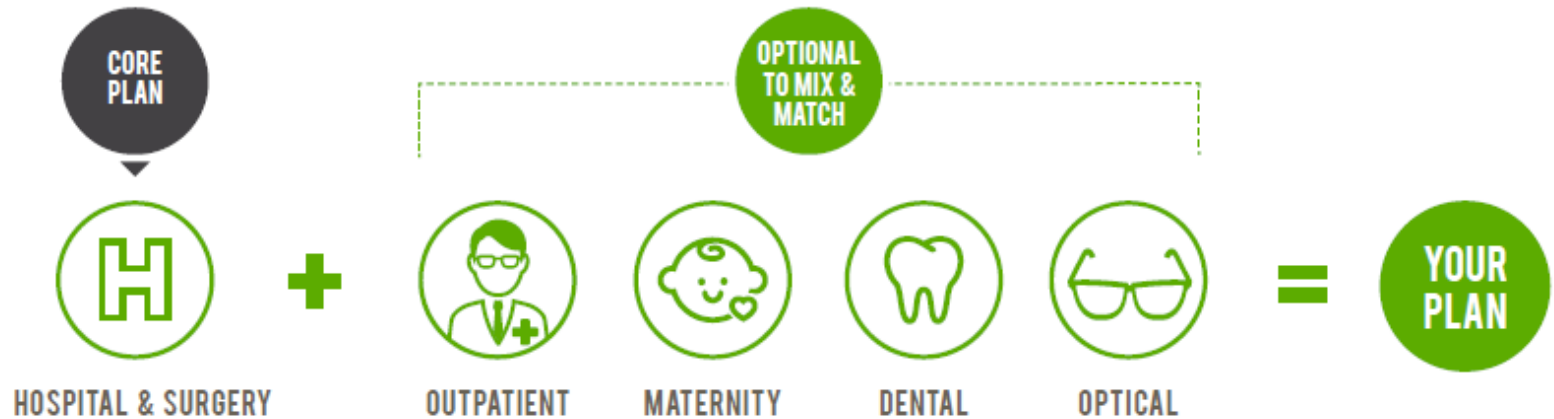 CORE
PLAN
OPTIONAL
TO MIX &
MATCH
H
YOUR
PLAN
HOSPITAL & SURGERY
OUTPATIENT
MATERNITY
DENTAL
OPTICAL